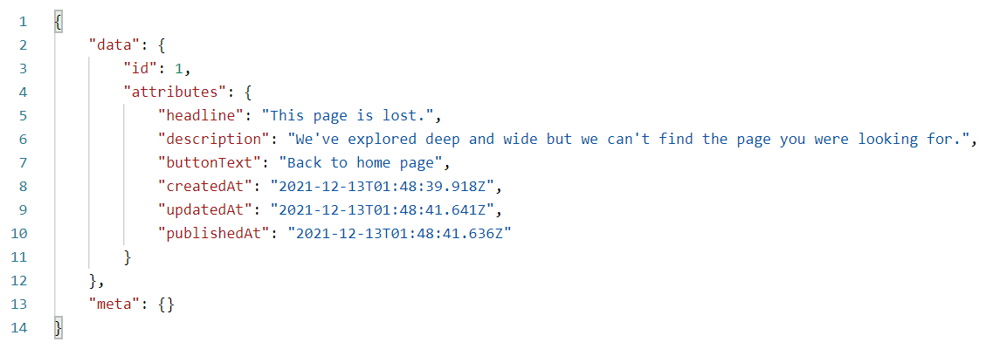 1 {
2 "data": {
3 "id": 1,
4 "attributes": {
5 "headline": "This page is lost.",
6 "description": "We've explored deep and wide but we can't find the page you were looking for.",
7 "buttonText": "Back to home page",
8 "createdAt": "2021-12-13T01:48:39.918Z",
9 "updatedAt": "2021-12-13T01:48:41.641Z",
10 "publishedAt": "2021-12-13T01:48:41.636Z"
11 }
12 },
13 "meta": {}
14 }